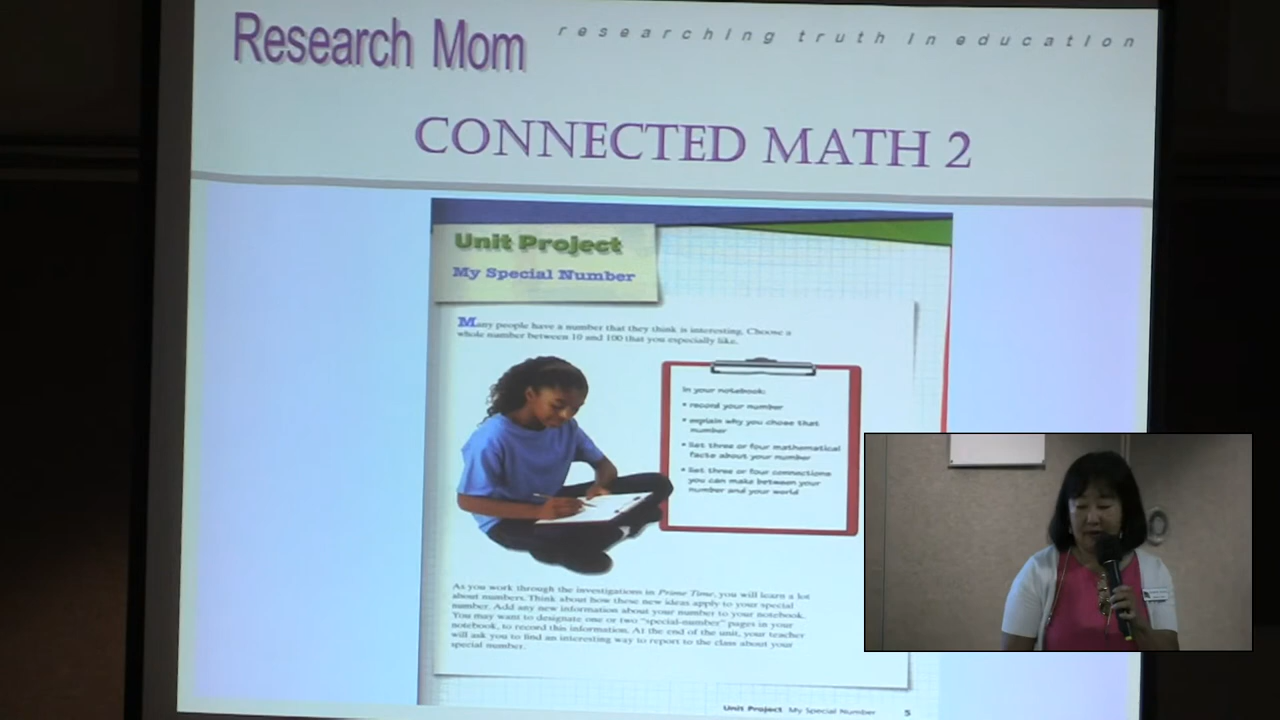 Research Mom
researching truth in education
CONNECTED MATH 2
Unit Project
My Special Number
Many people have a number that they think is interesting. Choose a
whole number between 10 and 100 that you especially like.
In your notebook:
• record your number
• explain why you chose that
number
• list three or four mathematical
facts about your number
• list three or four connections
you can make between your
number and your world
As you work through the investigations in Prime Time, you will learn a lot
about numbers. Think about how these new ideas apply to your special
number. Add any new information about your number to your notebook.
You may want to designate one or two "special-number" pages in your
notebook, to record this information. At the end of the unit, your teacher
will ask you to find an interesting way to report to the class about your
special number.
Unit Project My Special Number 5